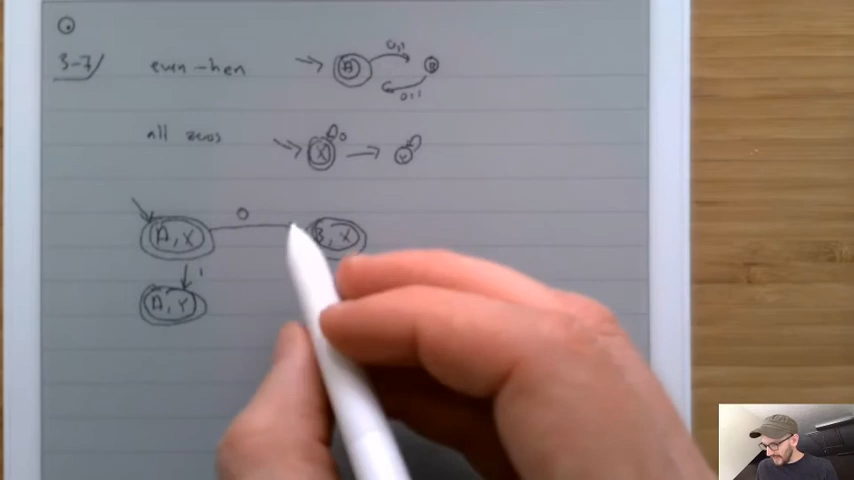 3-7/ even-len A 0,1 B 0,1
all zeros X 0 Y
A,X 0 B,X
1
A,Y